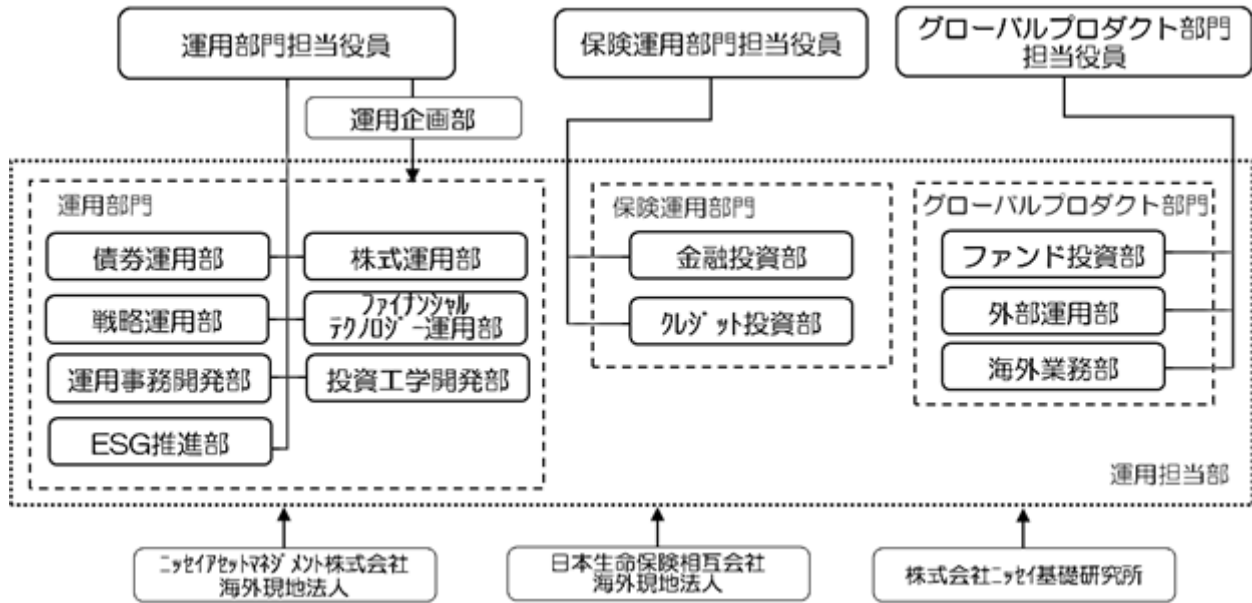 運用部門担当役員
保険運用部門担当役員
グローバルプロダクト部門
担当役員
運用企画部
運用部門
債券運用部
株式運用部
戦略運用部
ファイナンシャル
テクノロジー運用部
運用事務開発部
投資工学開発部
ESG推進部
保険運用部門
金融投資部
クレジット投資部
グローバルプロダクト部門
ファンド投資部
外部運用部
海外業務部
運用担当部
ニッセイアセットマネジメント株式会社
海外現地法人
日本生命保険相互会社
海外現地法人
株式会社ニッセイ基礎研究所